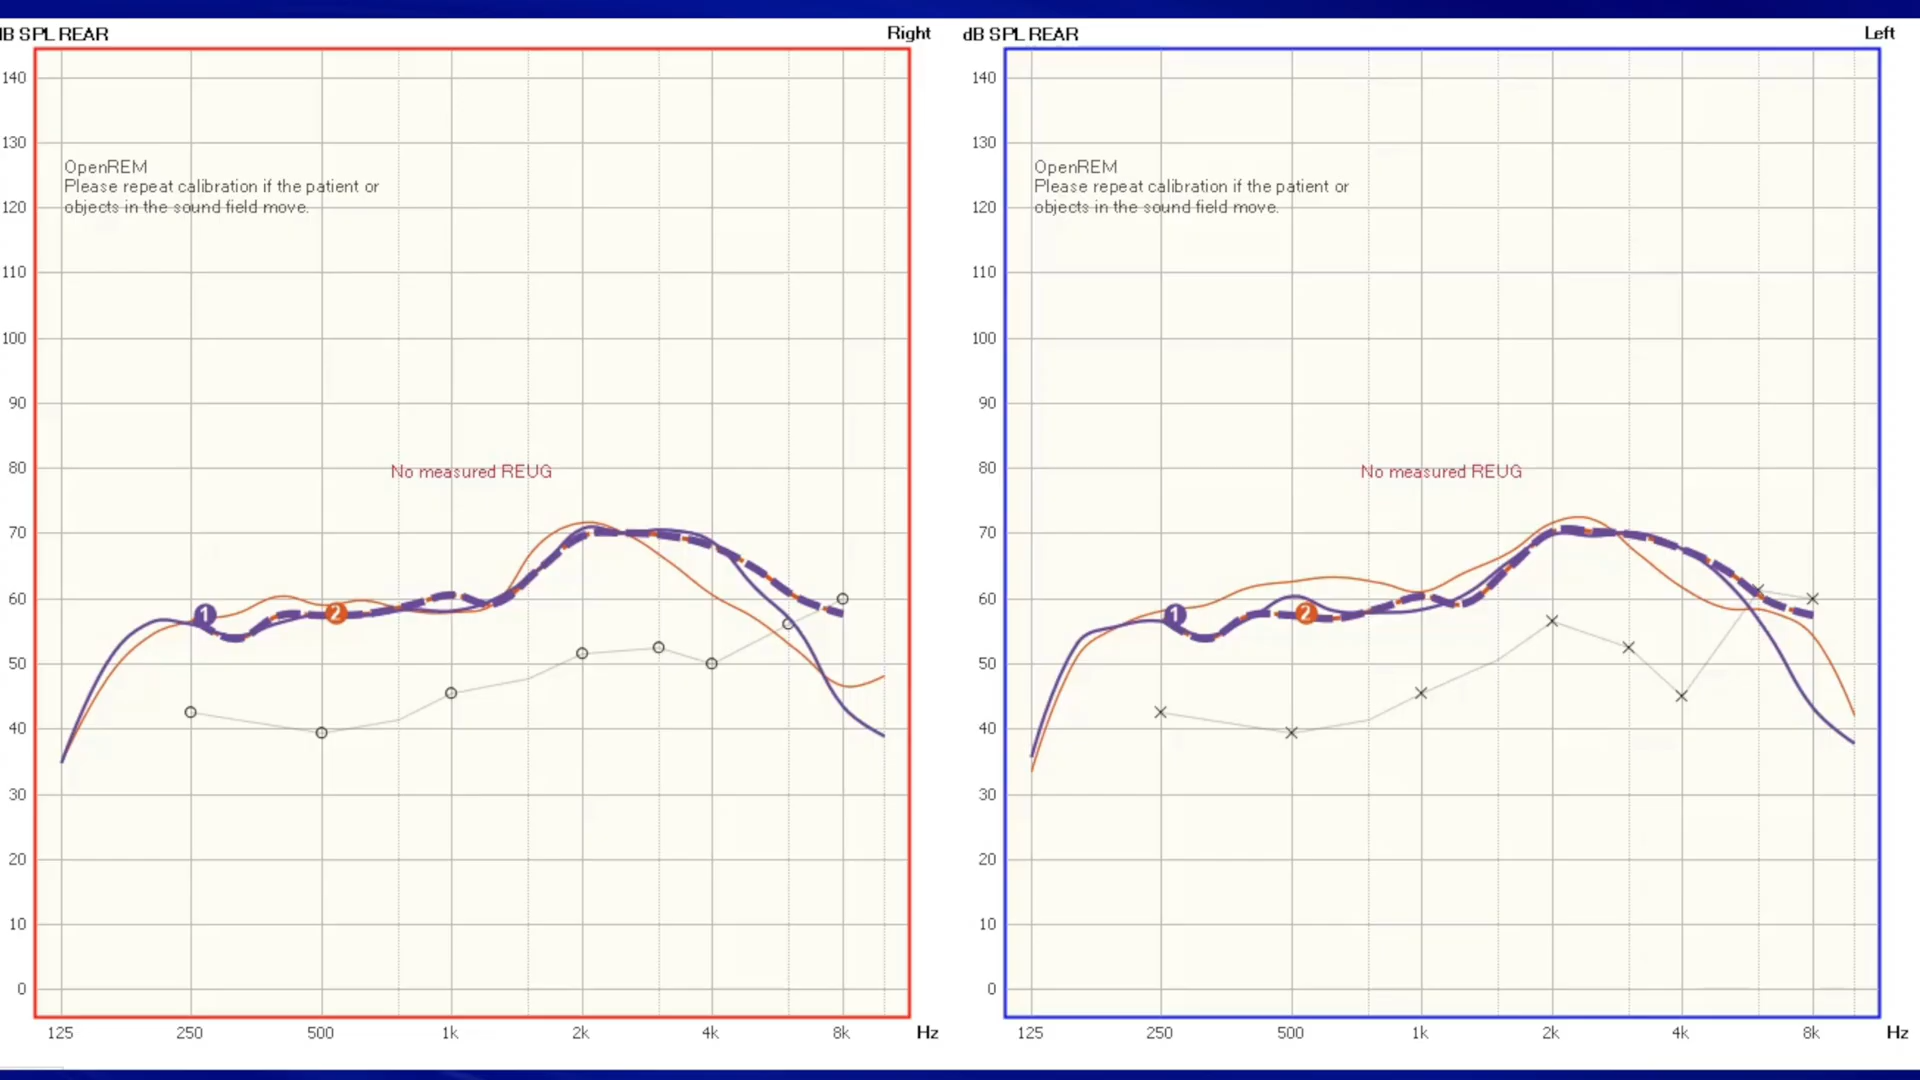 dB SPL REAR
Right
140
130
120
110
100
90
80
70
60
50
40
30
20
10
0
OpenREM
Please repeat calibration if the patient or
objects in the sound field move.
No measured REUG
1
2
125 250 500 1k 2k 4k 8k Hz
dB SPL REAR
Left
140
130
120
110
100
90
80
70
60
50
40
30
20
10
0
OpenREM
Please repeat calibration if the patient or
objects in the sound field move.
No measured REUG
1
2
125 250 500 1k 2k 4k 8k Hz